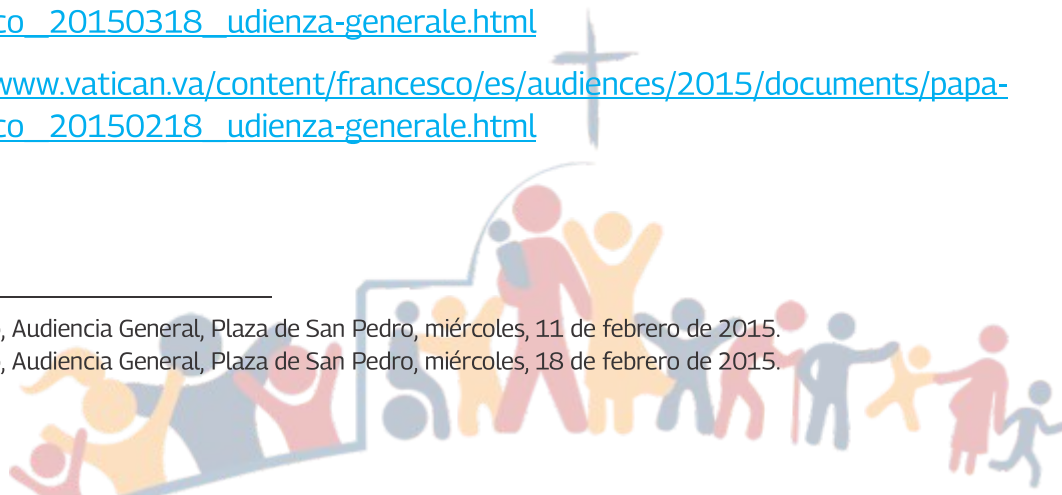 co_20150318_udienza-generale.html
www.vatican.va/content/francesco/es/audiences/2015/documents/papa-
co_20150218_udienza-generale.html
, Audiencia General, Plaza de San Pedro, miércoles, 11 de febrero de 2015.
, Audiencia General, Plaza de San Pedro, miércoles, 18 de febrero de 2015.